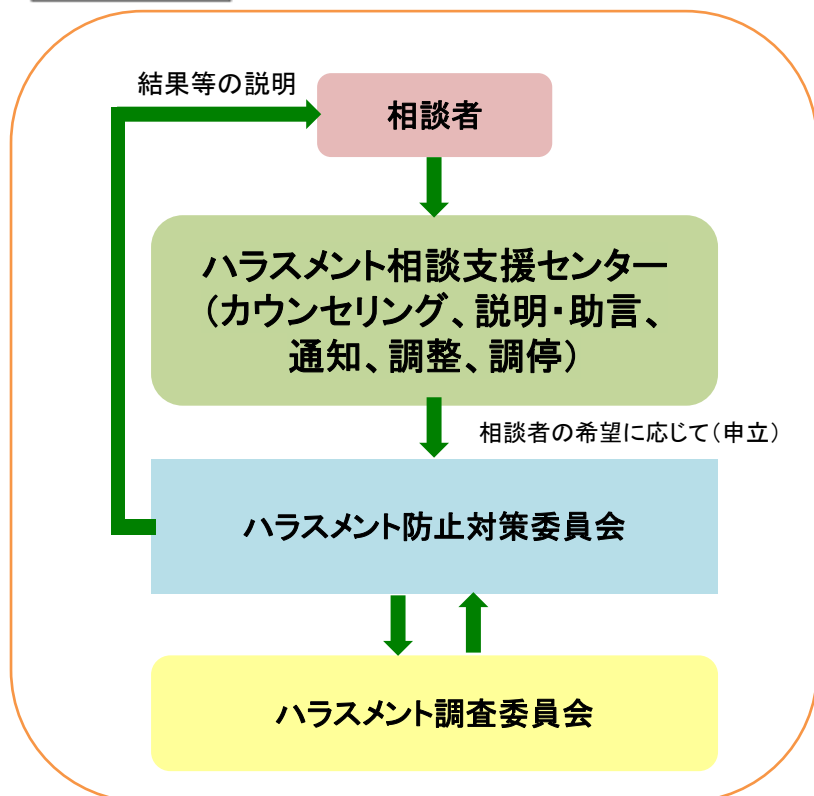 結果等の説明
相談者
ハラスメント相談支援センター
（カウンセリング、説明・助言、
通知、調整、調停）
相談者の希望に応じて（申立）
ハラスメント防止対策委員会
ハラスメント調査委員会